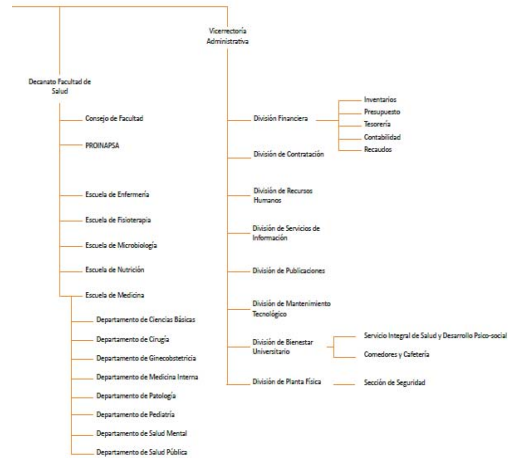 Vicerrectoría
Administrativa
Decanato Facultad de
Salud
Consejo de Facultad
PROINAPSA
Escuela de Enfermería
Escuela de Fisioterapia
Escuela de Microbiología
Escuela de Nutrición
Escuela de Medicina
Departamento de Ciencias Básicas
Departamento de Cirugía
Departamento de Ginecobstetricia
Departamento de Medicina Interna
Departamento de Patología
Departamento de Pediatría
Departamento de Salud Mental
Departamento de Salud Pública
División Financiera
Inventarios
Presupuesto
Tesorería
Contabilidad
Recaudos
División de Contratación
División de Recursos
Humanos
División de Servicios de
Información
División de Publicaciones
División de Mantenimiento
Tecnológico
División de Bienestar
Universitario
Servicio Integral de Salud y Desarrollo Psico-social
Comedores y Cafetería
División de Planta Física
Sección de Seguridad